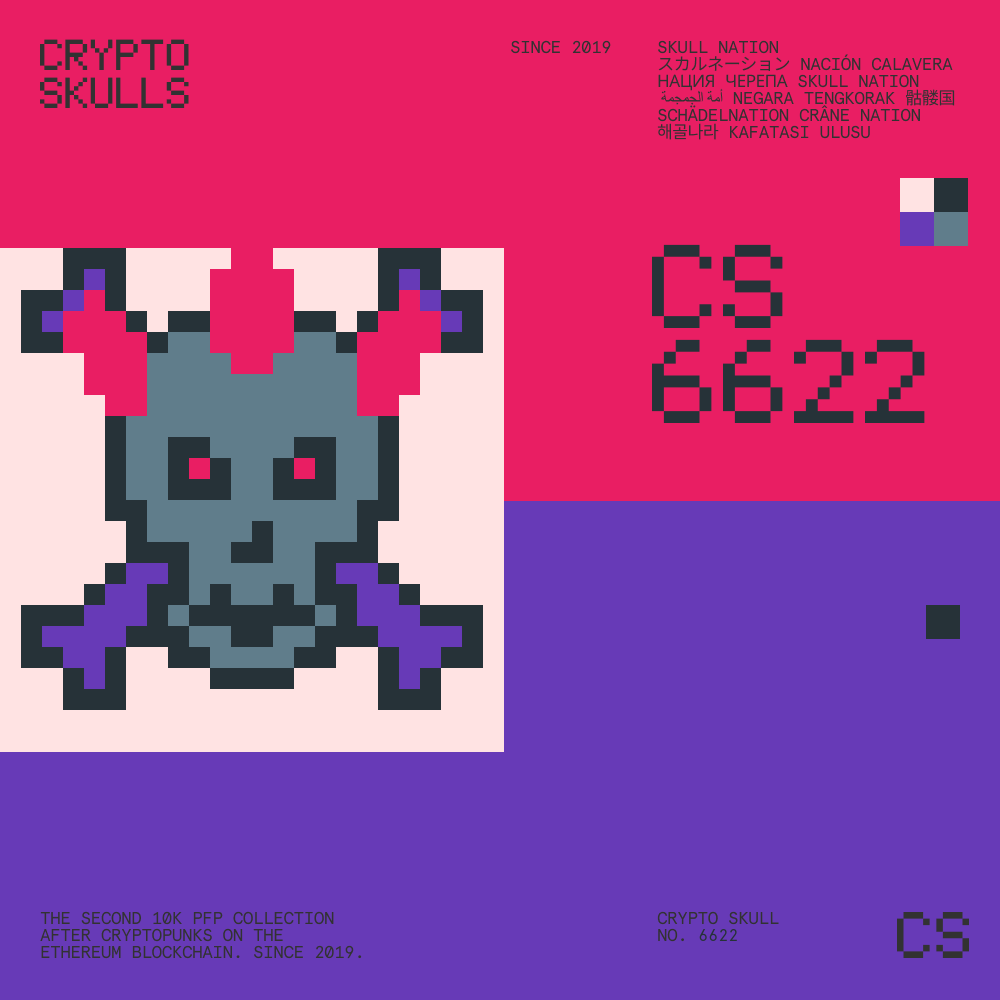 CRYPTO
SKULLS
SINCE 2019
SKULL NATION
スカルネーション NACIÓN CALAVERA
НАЦИЯ ЧЕРЕПА SKULL NATION
أمة الجمجمة NEGARA TENGKORAK 骷髅国
SCHÄDELNATION CRÂNE NATION
해골나라 KAFATASI ULUSU
CS
6622
THE SECOND 10K PFP COLLECTION
AFTER CRYPTOPUNKS ON THE
ETHEREUM BLOCKCHAIN. SINCE 2019.
CRYPTO SKULL
NO. 6622
CS